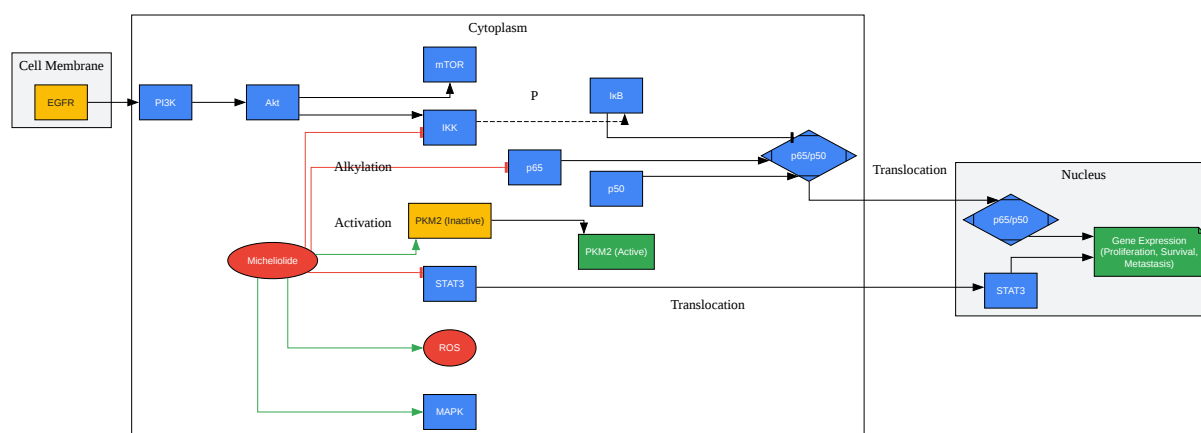 Cytoplasm
Cell Membrane
EGFR
PI3K
Akt
mTOR
P
IκB
IKK
Alkylation
p65
p50
p65/p50
Translocation
Nucleus
p65/p50
Activation
PKM2 (Inactive)
PKM2 (Active)
Gene Expression
(Proliferation, Survival,
Metastasis)
Micheliolide
STAT3
Translocation
STAT3
ROS
MAPK